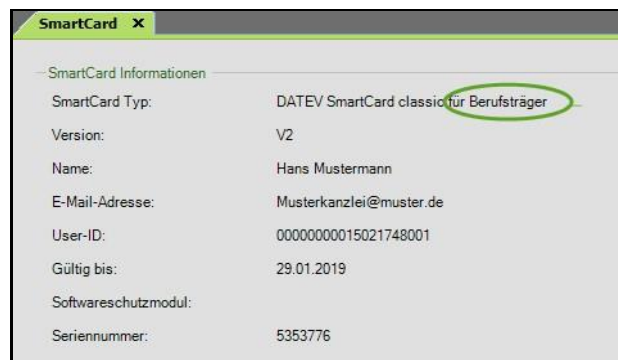 SmartCard X
SmartCard Informationen
SmartCard Typ: DATEV SmartCard classic für Berufsträger
Version: V2
Name: Hans Mustermann
E-Mail-Adresse: Musterkanzlei@muster.de
User-ID: 00000000015021748001
Gültig bis: 29.01.2019
Softwareschutzmodul:
Seriennummer: 5353776